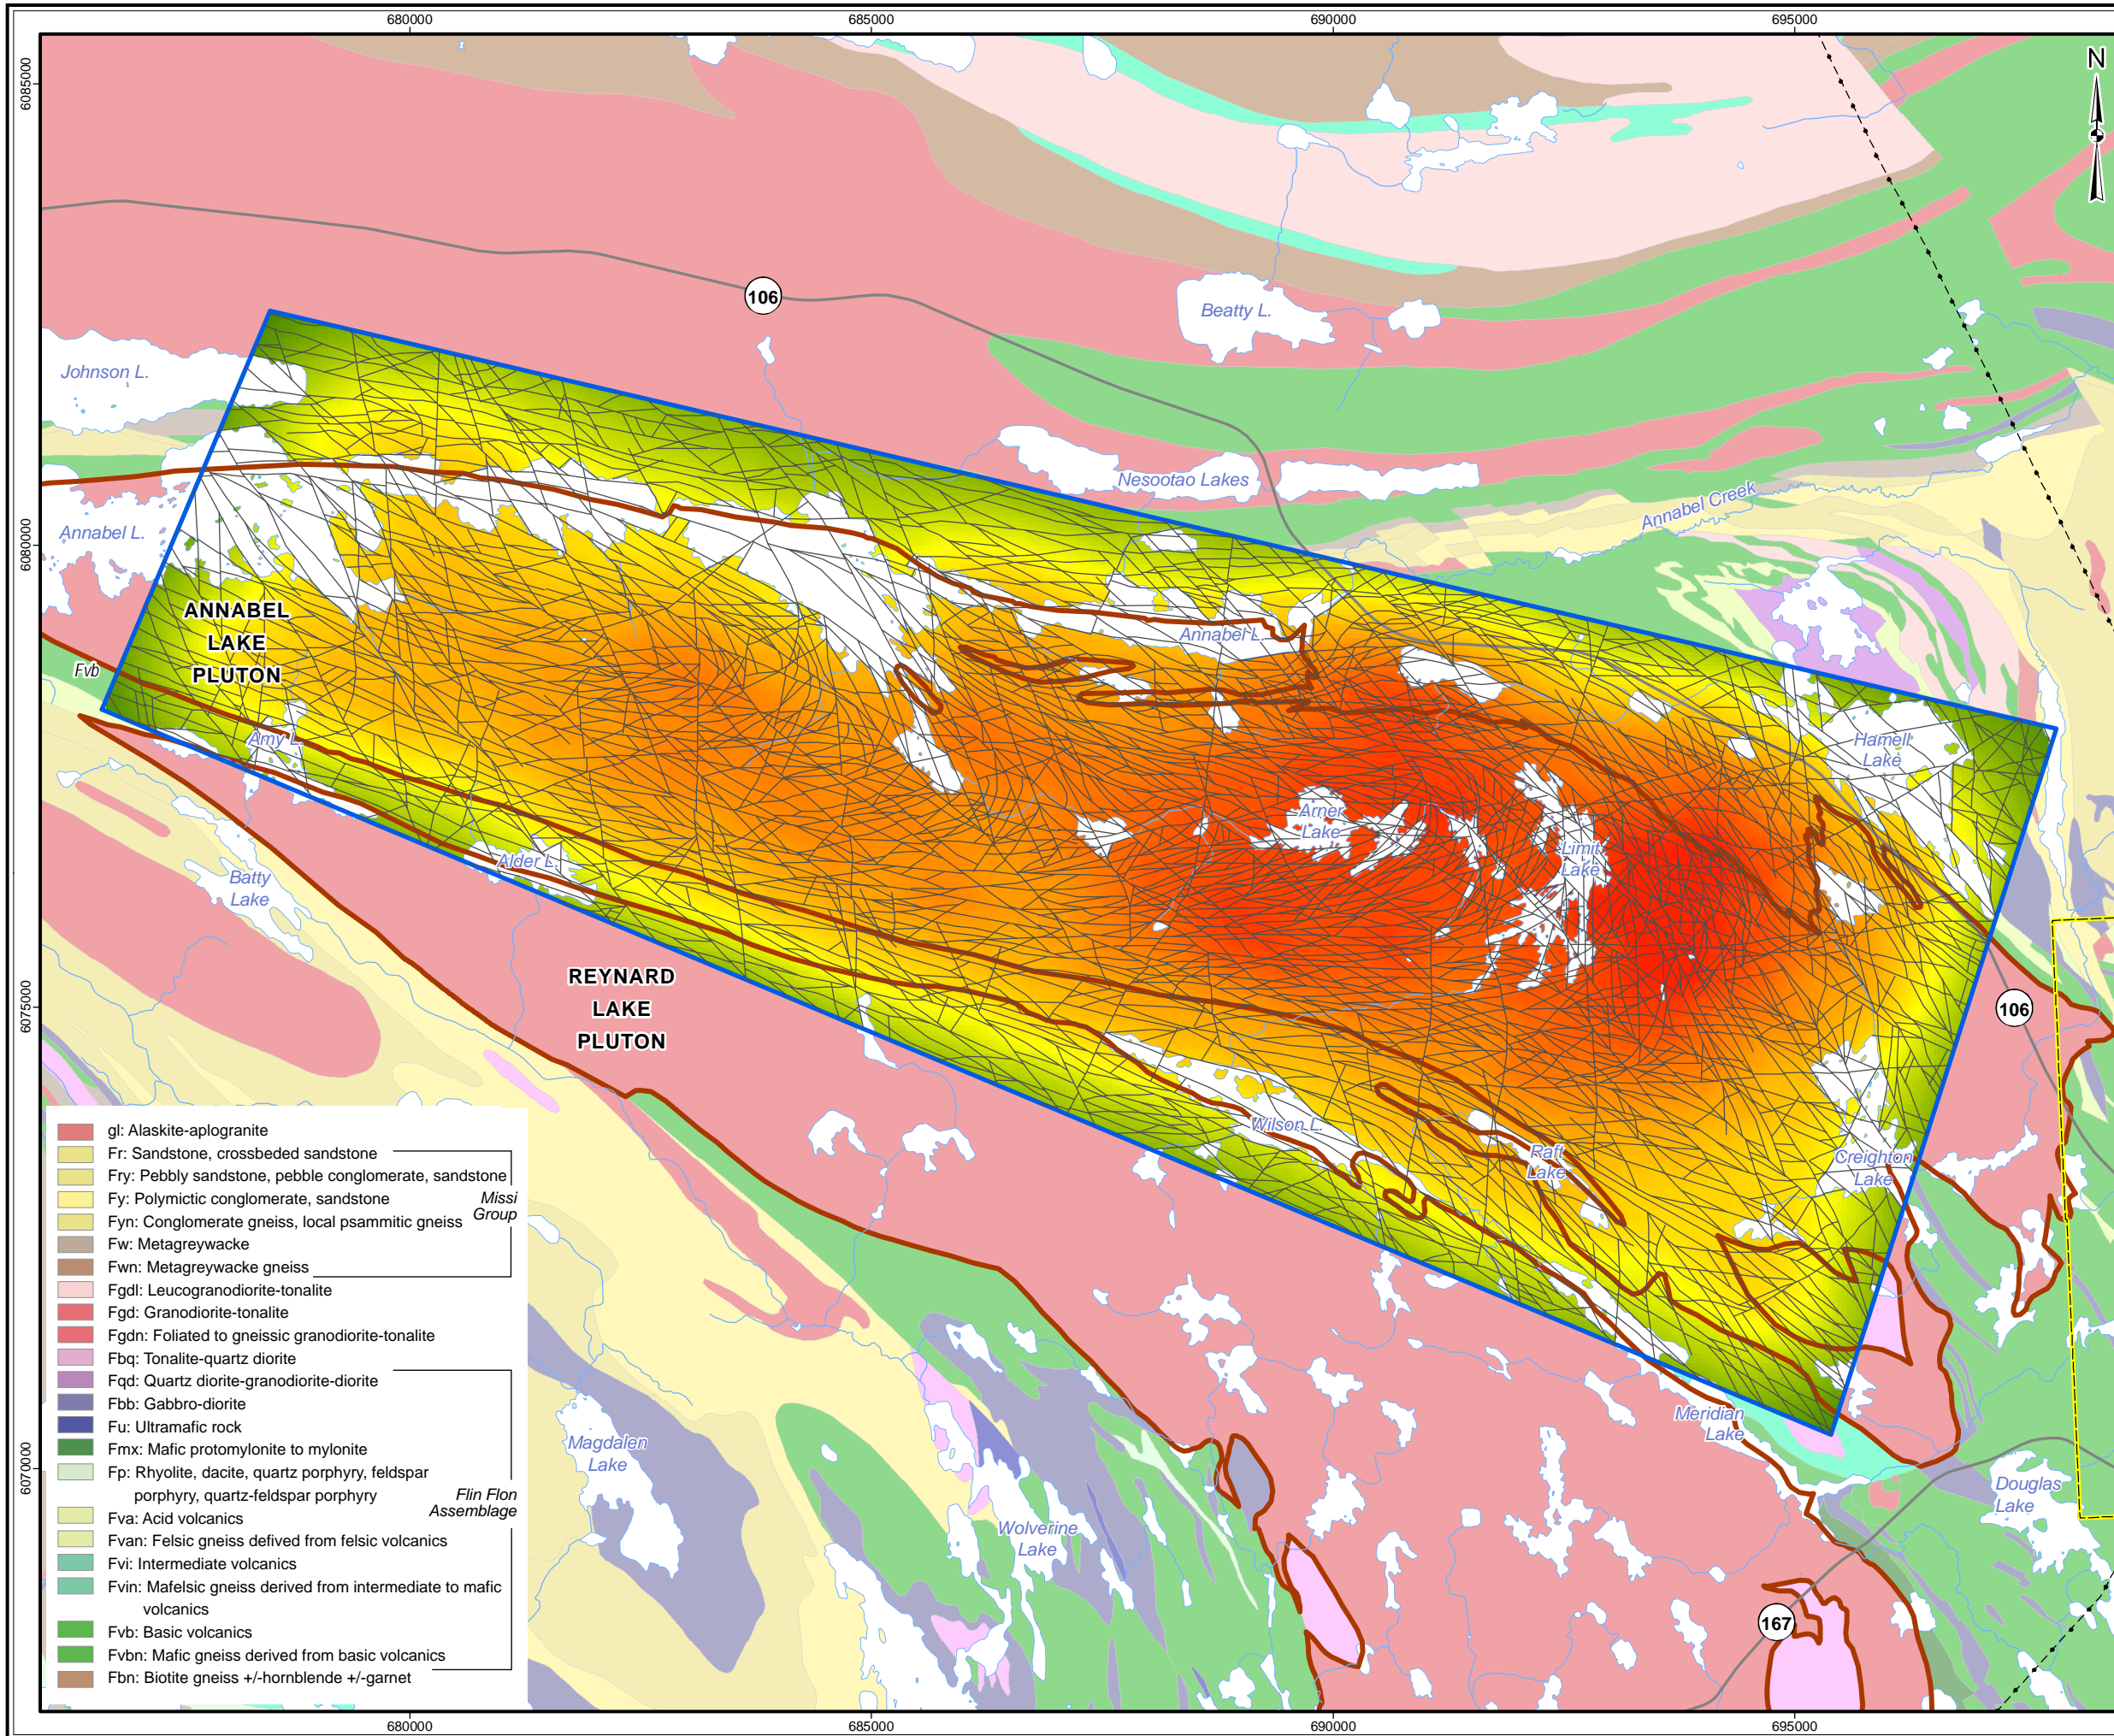 680000
685000
690000
695000
6085000
N
106
Beatty L.
Johnson L.
Nesootao Lakes
Annabel Creek
Annabel L.
6080000
ANNABEL
LAKE
PLUTON
Annabel L.
Fvb
Amy L.
Hamell
Lake
Arner
Lake
Limit
Lake
Alder L.
Batty
Lake
REYNARD
LAKE
PLUTON
6075000
106
Wilson L.
Raft
Lake
Creighton
Lake
gl: Alaskite-aplogranite
Fr: Sandstone, crossbeded sandstone
Fry: Pebbly sandstone, pebble conglomerate, sandstone
Fy: Polymictic conglomerate, sandstone
Missi
Group
Fyn: Conglomerate gneiss, local psammitic gneiss
Fw: Metagreywacke
Fwn: Metagreywacke gneiss
Fgdl: Leucogranodiorite-tonalite
Fgd: Granodiorite-tonalite
Fgdn: Foliated to gneissic granodiorite-tonalite
Fbq: Tonalite-quartz diorite
Fqd: Quartz diorite-granodiorite-diorite
Fbb: Gabbro-diorite
Fu: Ultramafic rock
Fmx: Mafic protomylonite to mylonite
Fp: Rhyolite, dacite, quartz porphyry, feldspar
porphyry, quartz-feldspar porphyry
Flin Flon
Assemblage
Fva: Acid volcanics
Fvan: Felsic gneiss defived from felsic volcanics
Fvi: Intermediate volcanics
Fvin: Mafelsic gneiss derived from intermediate to mafic
volcanics
Fvb: Basic volcanics
Fvbn: Mafic gneiss derived from basic volcanics
Fbn: Biotite gneiss +/-hornblende +/-garnet
Meridian
Lake
Magdalen
Lake
6070000
Wolverine
Lake
Douglas
Lake
167
680000
685000
690000
695000